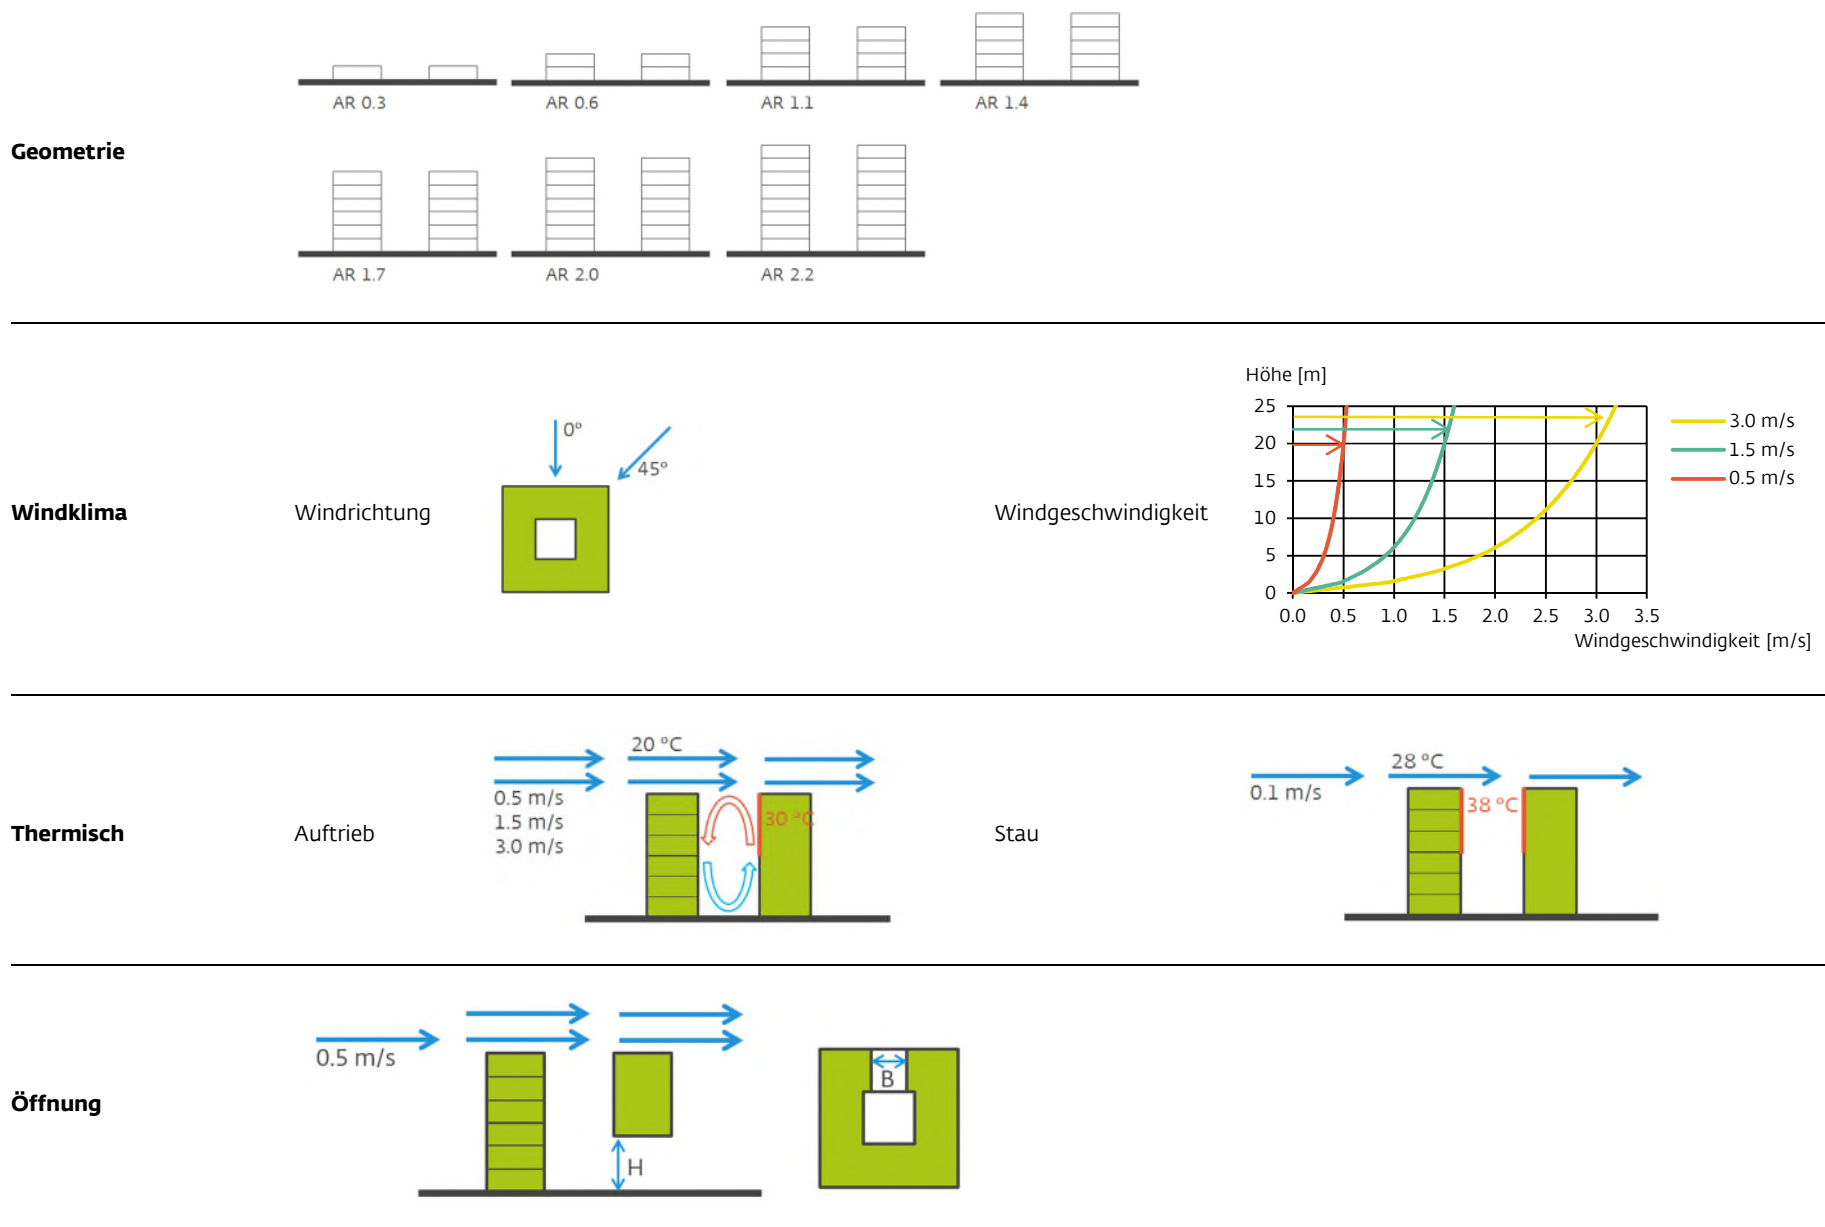 AR 0.3
AR 0.6
AR 1.1
AR 1.4
Geometrie
AR 1.7
AR 2.0
AR 2.2
Windklima
Windrichtung
0°
45°
Windgeschwindigkeit
Höhe [m]
25
20
15
10
5
0
0.0 0.5 1.0 1.5 2.0 2.5 3.0 3.5
Windgeschwindigkeit [m/s]
3.0 m/s
1.5 m/s
0.5 m/s
Thermisch
Auftrieb
20 °C
0.5 m/s
1.5 m/s
3.0 m/s
30 °C
Stau
28 °C
0.1 m/s
38 °C
Öffnung
0.5 m/s
H
B